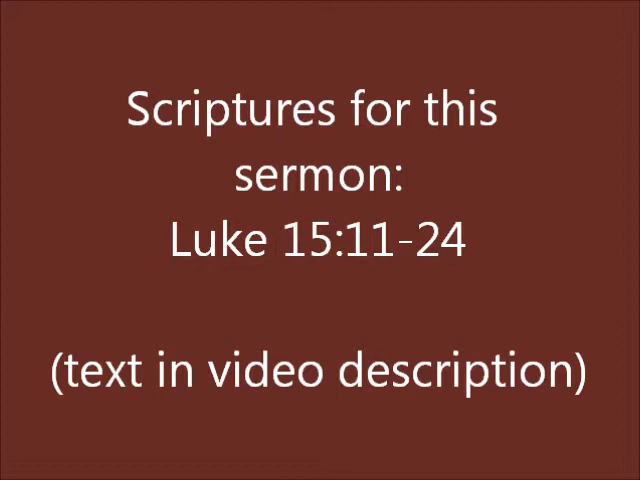 Scriptures for this
sermon:
Luke 15:11-24
(text in video description)